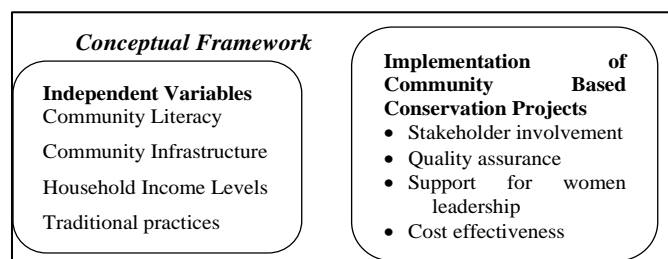 Conceptual Framework
Independent Variables
Community Literacy
Community Infrastructure
Household Income Levels
Traditional practices
Implementation of
Community Based
Conservation Projects
• Stakeholder involvement
• Quality assurance
• Support for women
leadership
• Cost effectiveness